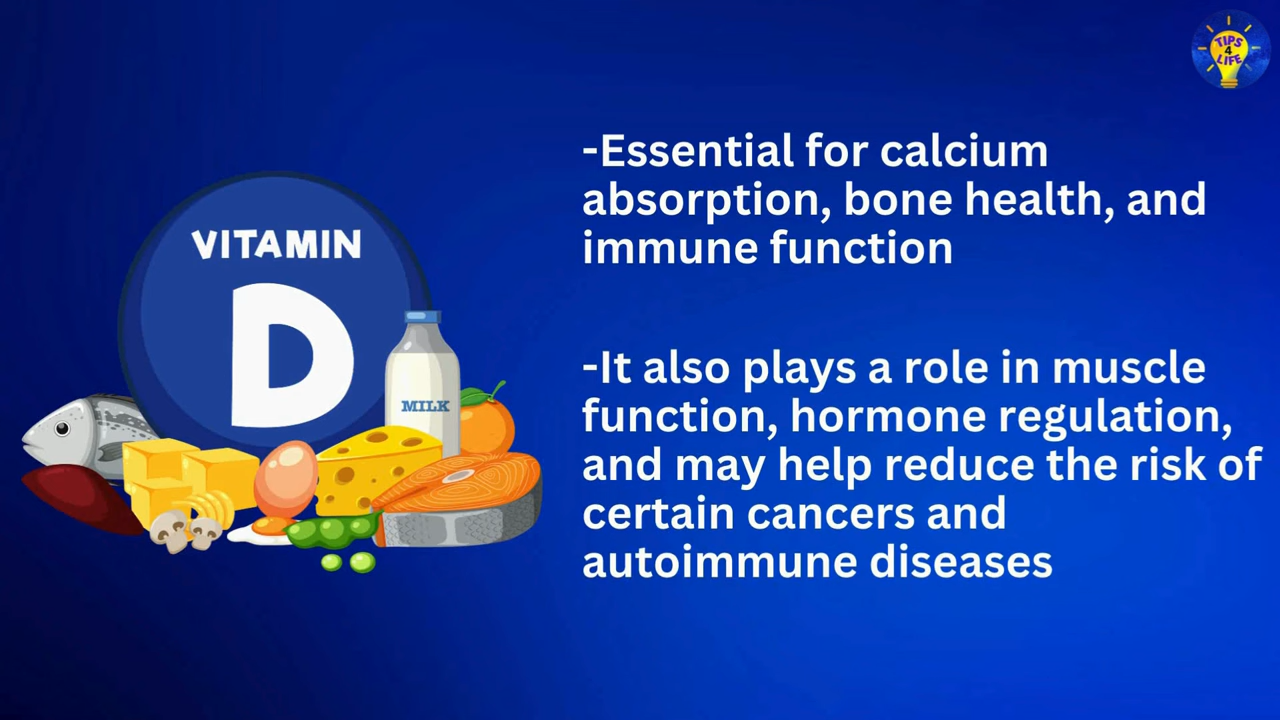 TIPS
4
LIFE
-Essential for calcium
absorption, bone health, and
immune function
VITAMIN
D
MILK
-It also plays a role in muscle
function, hormone regulation,
and may help reduce the risk of
certain cancers and
autoimmune diseases